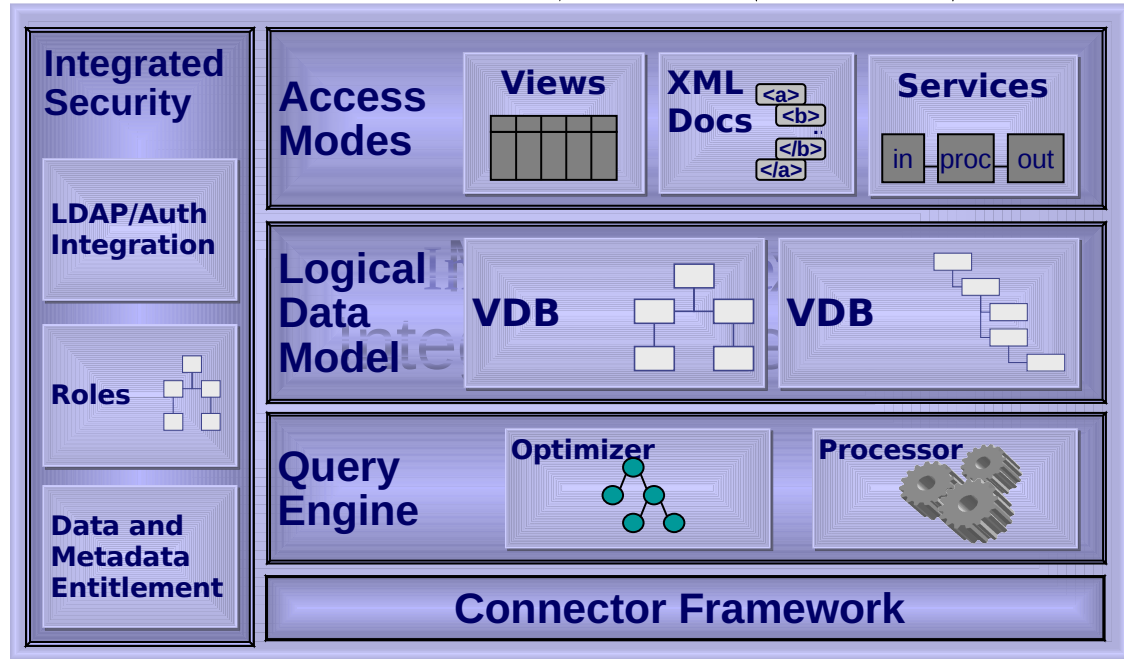 Integrated
Security
LDAP/Auth
Integration
Roles
Data and
Metadata
Entitlement
Access
Modes
Views
XML
Docs
<a>
<b>
</b>
</a>
Services
in proc out
Logical
Data
Model
VDB
VDB
Query
Engine
Optimizer
Processor
Connector Framework